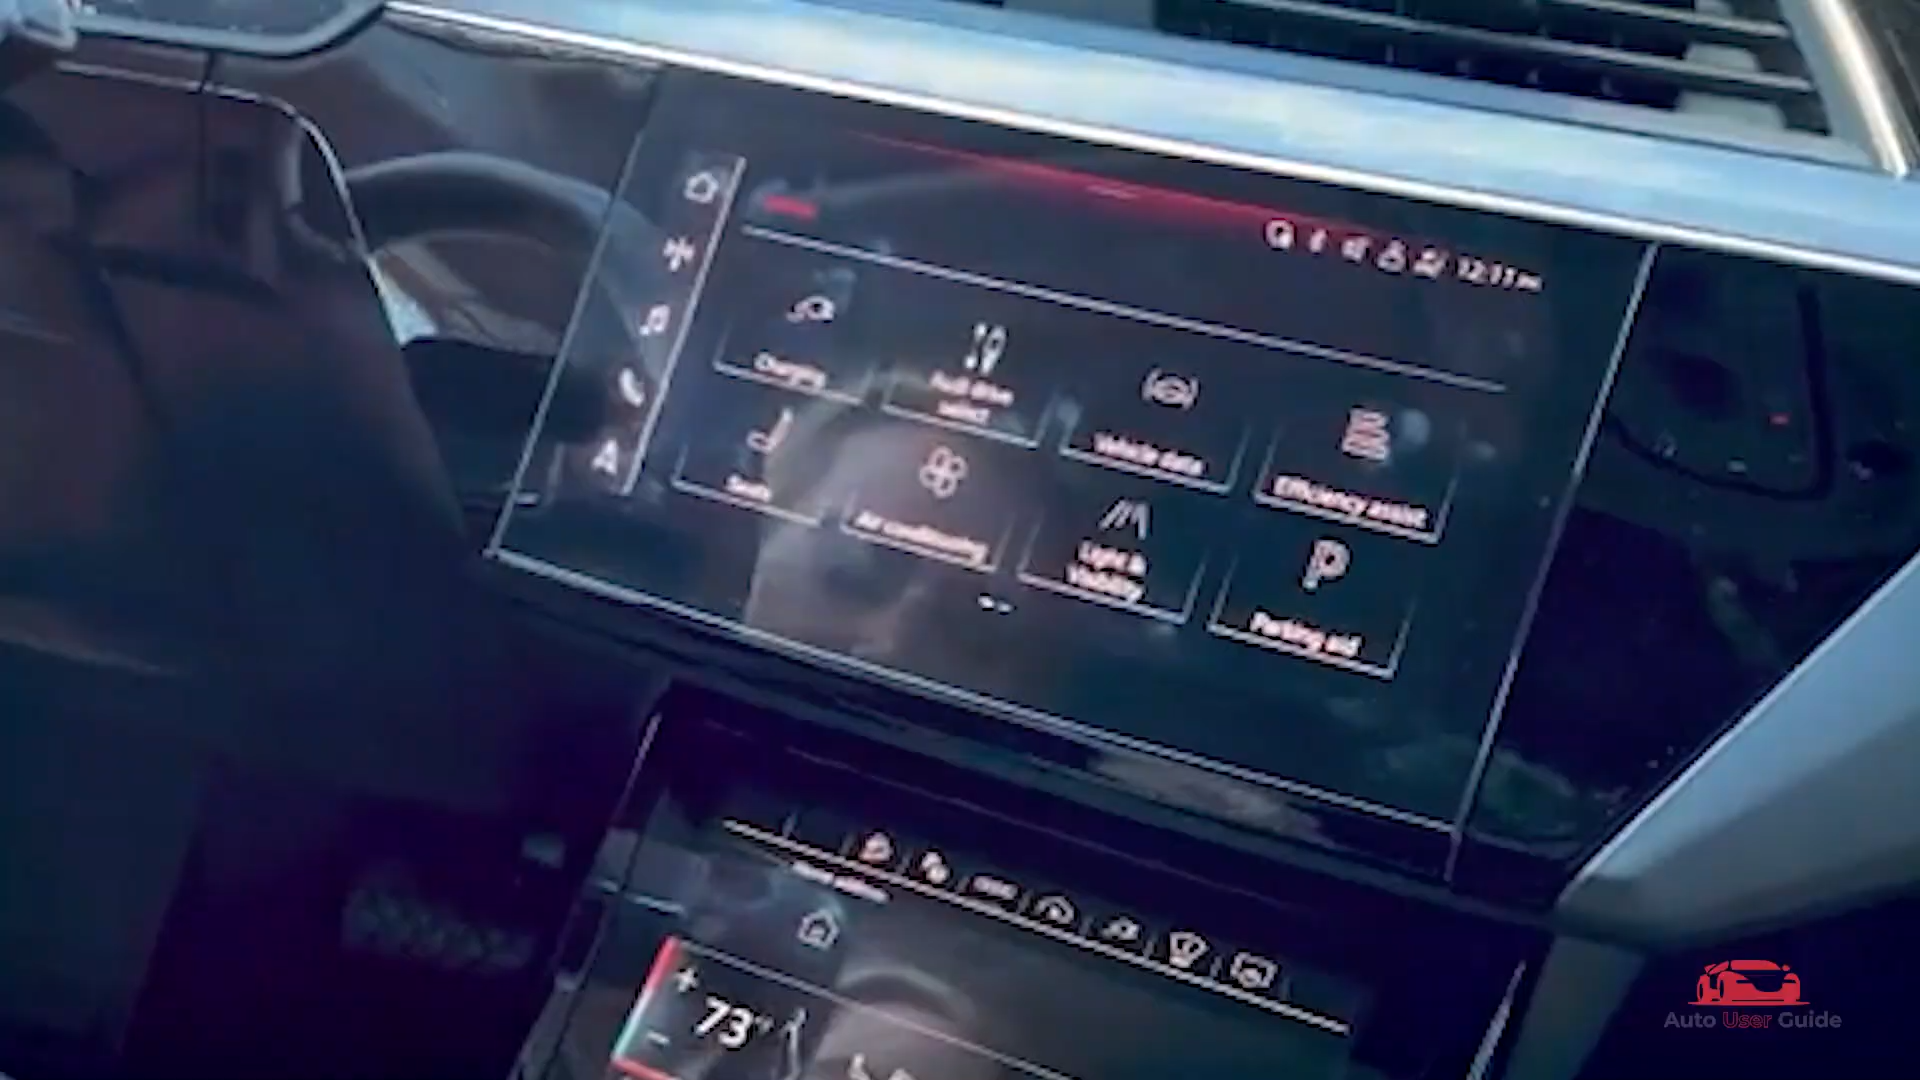 12:11 PM
Charging
Audi drive
select
Vehicle data
Efficiency assist
Seats
Air conditioning
Light &
Visibility
Parking aid
+
73°F
−
Auto User Guide